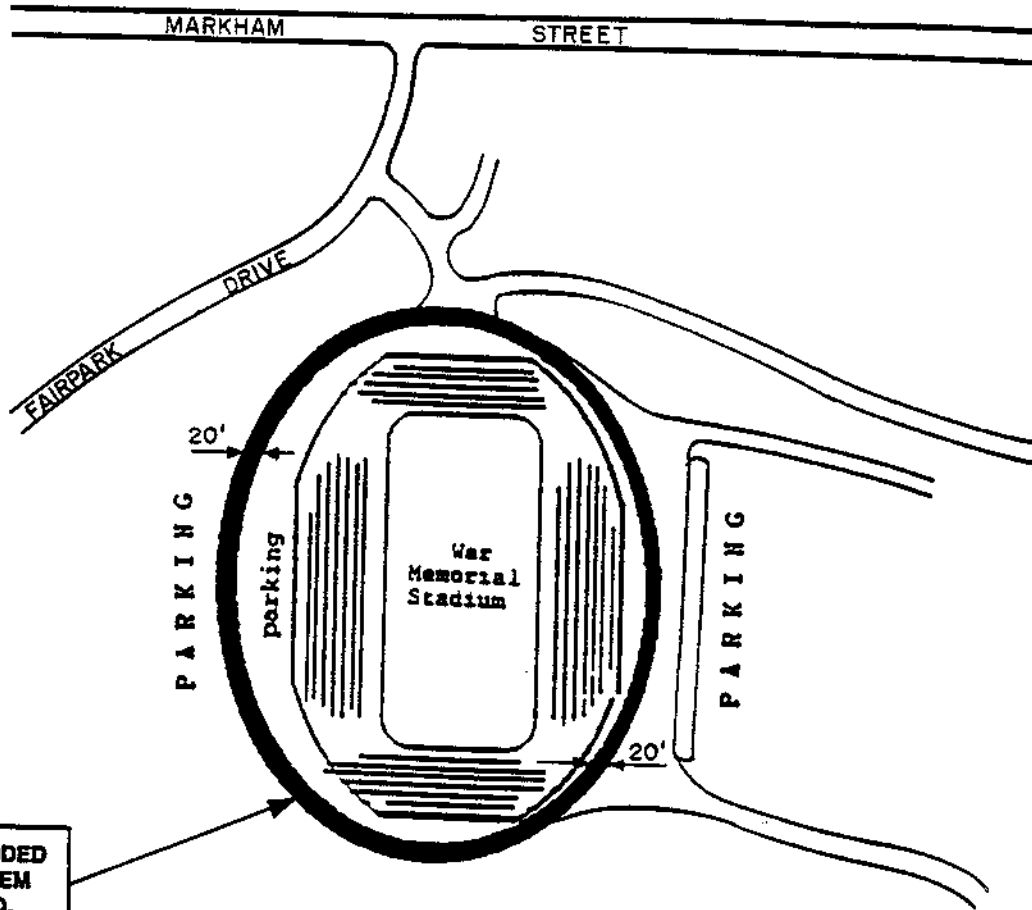 MARKHAM STREET
DRIVE
FAIRPARK
20'
PARKING
parking
War
Memorial
Stadium
PARKING
20'
DED
EM